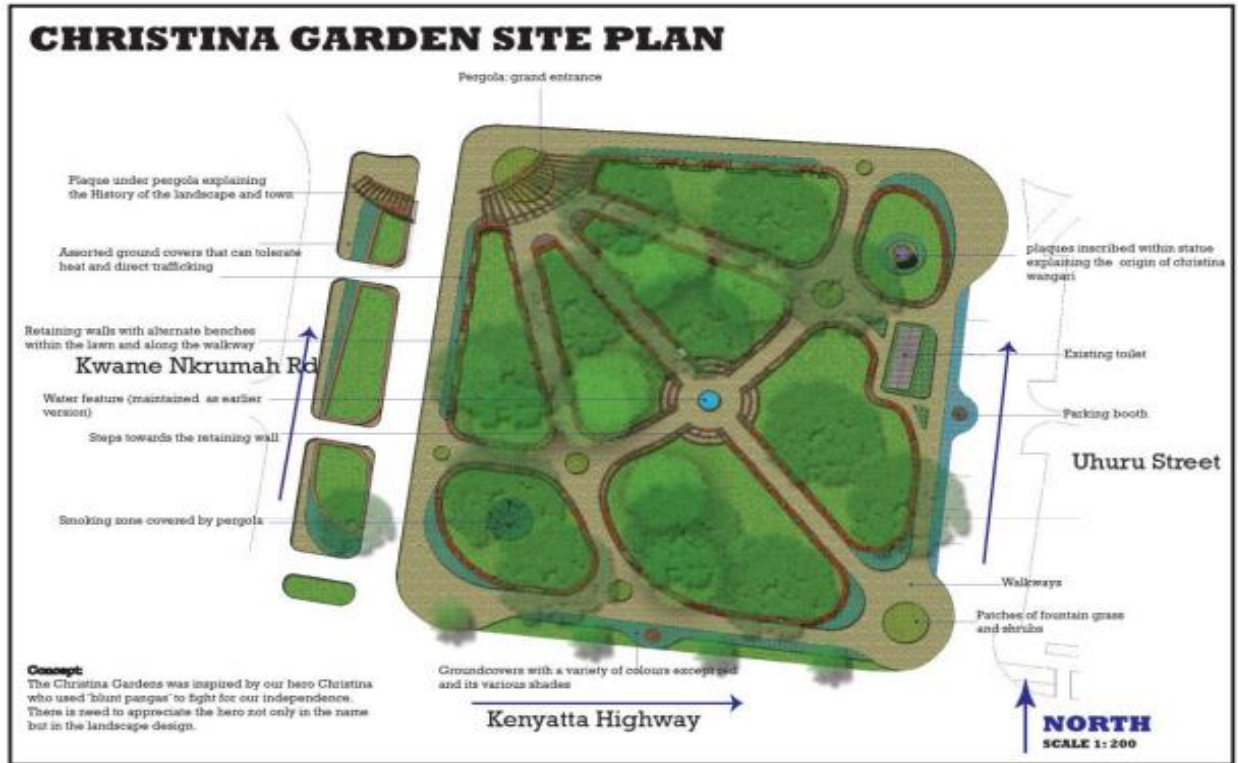 CHRISTINA GARDEN SITE PLAN
Pergola: grand entrance
Plaque under pergola explaining
the History of the landscape and town
Assorted ground covers that can tolerate
heat and direct trafficking
Retaining walls with alternate benches
within the lawn and along the walkway
Kwame Nkrumah Rd
Water feature (maintained as earlier
version)
Steps towards the retaining wall
Smoking zone covered by pergola
plaques inscribed within statue
explaining the origin of christina
wangari
Existing toilet
Parking booth
Uhuru Street
Walkways
Patches of fountain grass
and shrubs
Concept:
The Christina Gardens was inspired by our hero Christina
who used 'blunt pangas' to fight for our independence.
There is need to appreciate the hero not only in the name
but in the landscape design.
Groundcovers with a variety of colours except red
and its various shades
Kenyatta Highway
NORTH
SCALE 1: 200